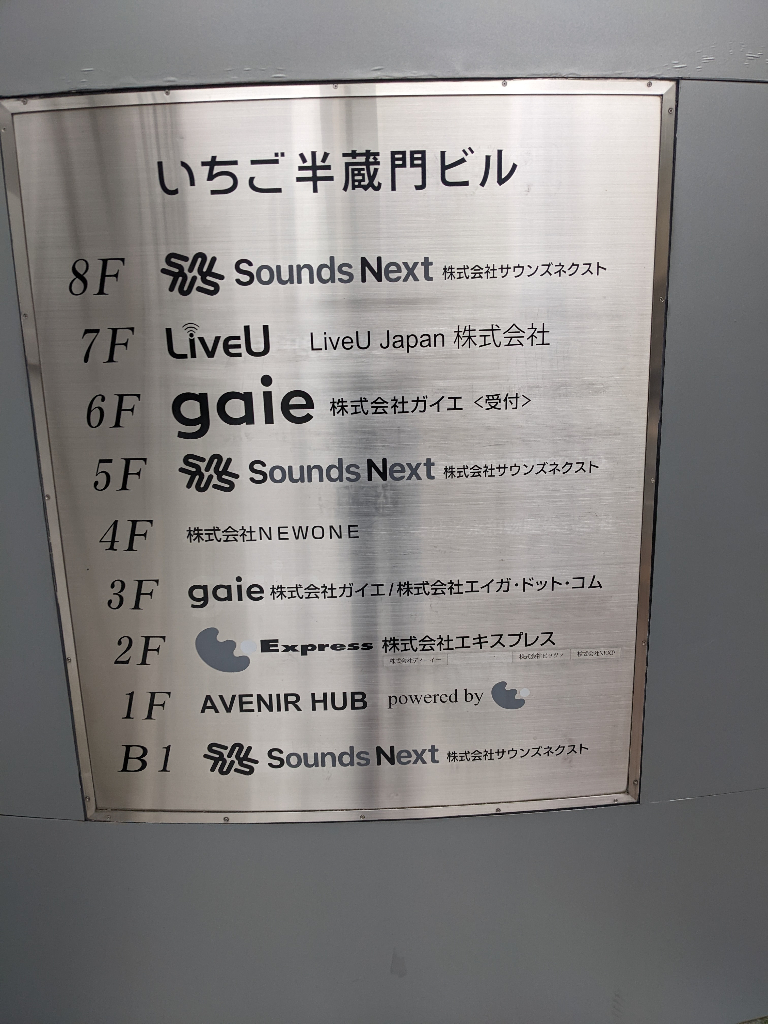 いちご半蔵門ビル
8F Sounds Next 株式会社サウンズネクスト
7F LiveU LiveU Japan 株式会社
6F gaie 株式会社ガイエ〈受付〉
5F Sounds Next 株式会社サウンズネクスト
4F 株式会社NEWONE
3F gaie 株式会社ガイエ/株式会社エイガ・ドット・コム
2F Express 株式会社エキスプレス
1F AVENIR HUB powered by
B1 Sounds Next 株式会社サウンズネクスト